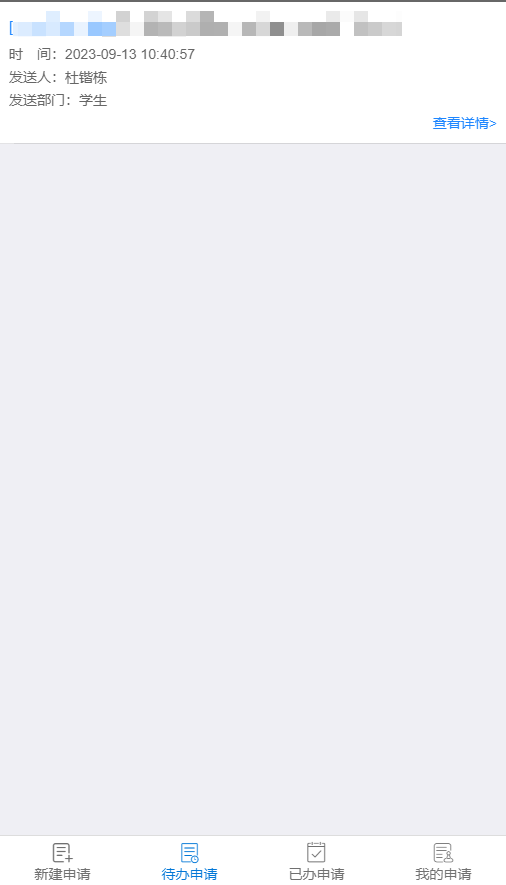 [
时 间：2023-09-13 10:40:57
发送人：杜锴栋
发送部门：学生
查看详情>
新建申请
待办申请
已办申请
我的申请